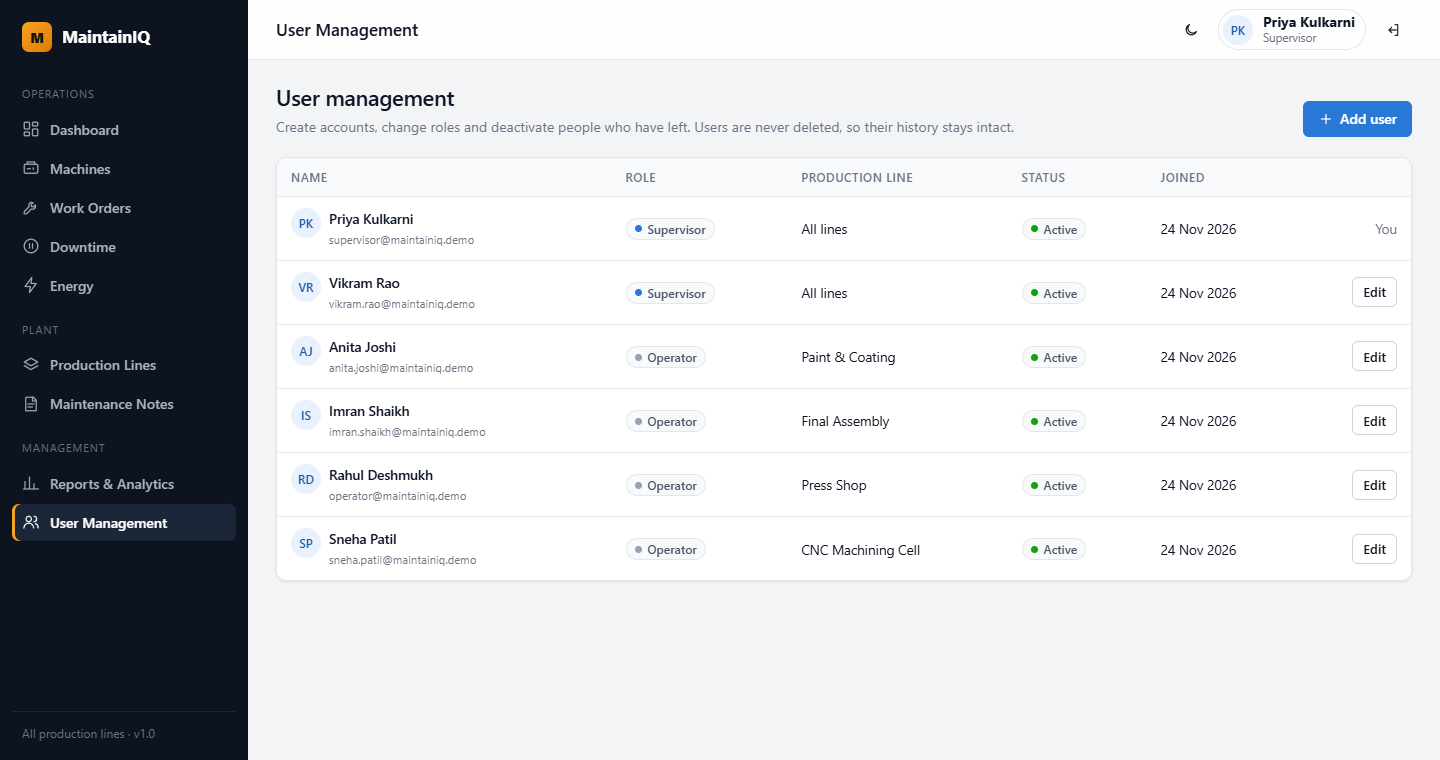 M MaintainIQ
OPERATIONS
Dashboard
Machines
Work Orders
Downtime
Energy
PLANT
Production Lines
Maintenance Notes
MANAGEMENT
Reports & Analytics
User Management
All production lines · v1.0
User Management
PK Priya Kulkarni
Supervisor
User management
Create accounts, change roles and deactivate people who have left. Users are never deleted, so their history stays intact.
+ Add user
NAME ROLE PRODUCTION LINE STATUS JOINED
PK Priya Kulkarni Supervisor All lines Active 24 Nov 2026 You
supervisor@maintainiq.demo
VR Vikram Rao Supervisor All lines Active 24 Nov 2026 Edit
vikram.rao@maintainiq.demo
AJ Anita Joshi Operator Paint & Coating Active 24 Nov 2026 Edit
anita.joshi@maintainiq.demo
IS Imran Shaikh Operator Final Assembly Active 24 Nov 2026 Edit
imran.shaikh@maintainiq.demo
RD Rahul Deshmukh Operator Press Shop Active 24 Nov 2026 Edit
operator@maintainiq.demo
SP Sneha Patil Operator CNC Machining Cell Active 24 Nov 2026 Edit
sneha.patil@maintainiq.demo